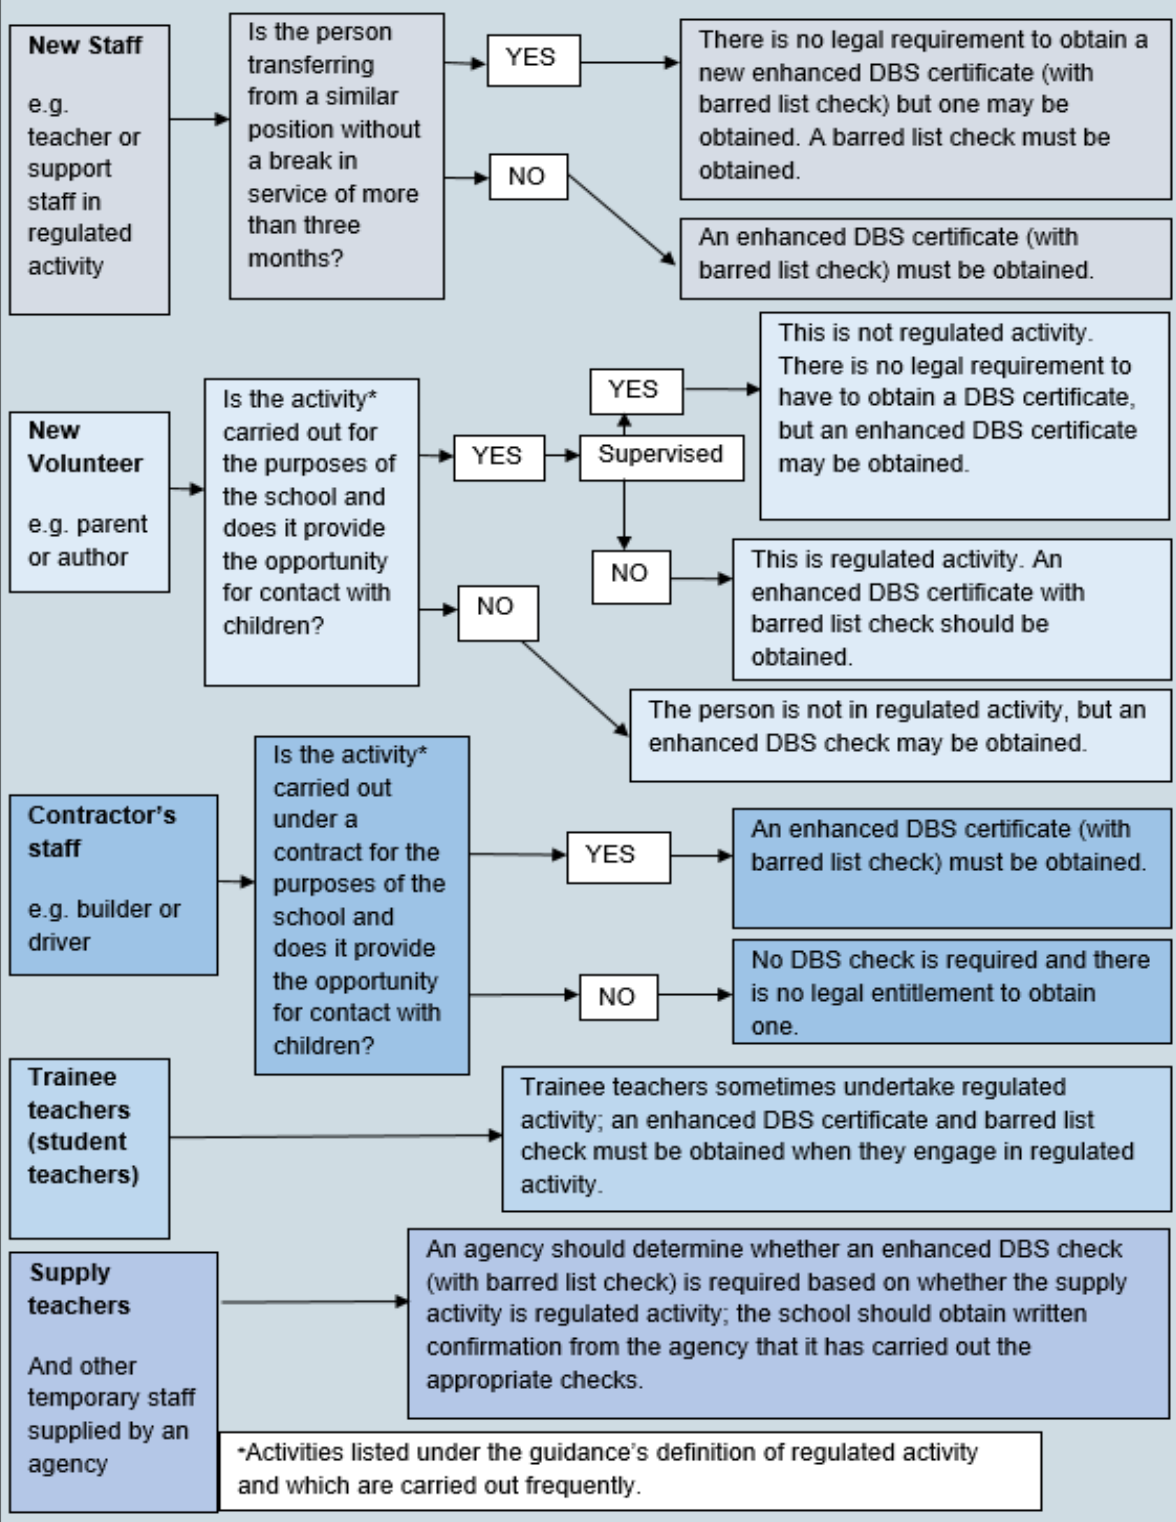 New Staff
e.g.
teacher or
support
staff in
regulated
activity
Is the person
transferring
from a similar
position without
a break in
service of more
than three
months?
YES
There is no legal requirement to obtain a
new enhanced DBS certificate (with
barred list check) but one may be
obtained. A barred list check must be
obtained.
NO
An enhanced DBS certificate (with
barred list check) must be obtained.
New
Volunteer
e.g. parent
or author
Is the activity*
carried out for
the purposes of
the school and
does it provide
the opportunity
for contact with
children?
YES
Supervised
YES
This is not regulated activity.
There is no legal requirement to
have to obtain a DBS certificate,
but an enhanced DBS certificate
may be obtained.
NO
This is regulated activity. An
enhanced DBS certificate with
barred list check should be
obtained.
NO
The person is not in regulated activity, but an
enhanced DBS check may be obtained.
Contractor's
staff
e.g. builder or
driver
Is the activity*
carried out
under a
contract for the
purposes of the
school and
does it provide
the opportunity
for contact with
children?
YES
An enhanced DBS certificate (with
barred list check) must be obtained.
NO
No DBS check is required and there
is no legal entitlement to obtain
one.
Trainee
teachers
(student
teachers)
Trainee teachers sometimes undertake regulated
activity; an enhanced DBS certificate and barred list
check must be obtained when they engage in regulated
activity.
Supply
teachers
And other
temporary staff
supplied by an
agency
An agency should determine whether an enhanced DBS check
(with barred list check) is required based on whether the supply
activity is regulated activity; the school should obtain written
confirmation from the agency that it has carried out the
appropriate checks.
*Activities listed under the guidance's definition of regulated activity
and which are carried out frequently.